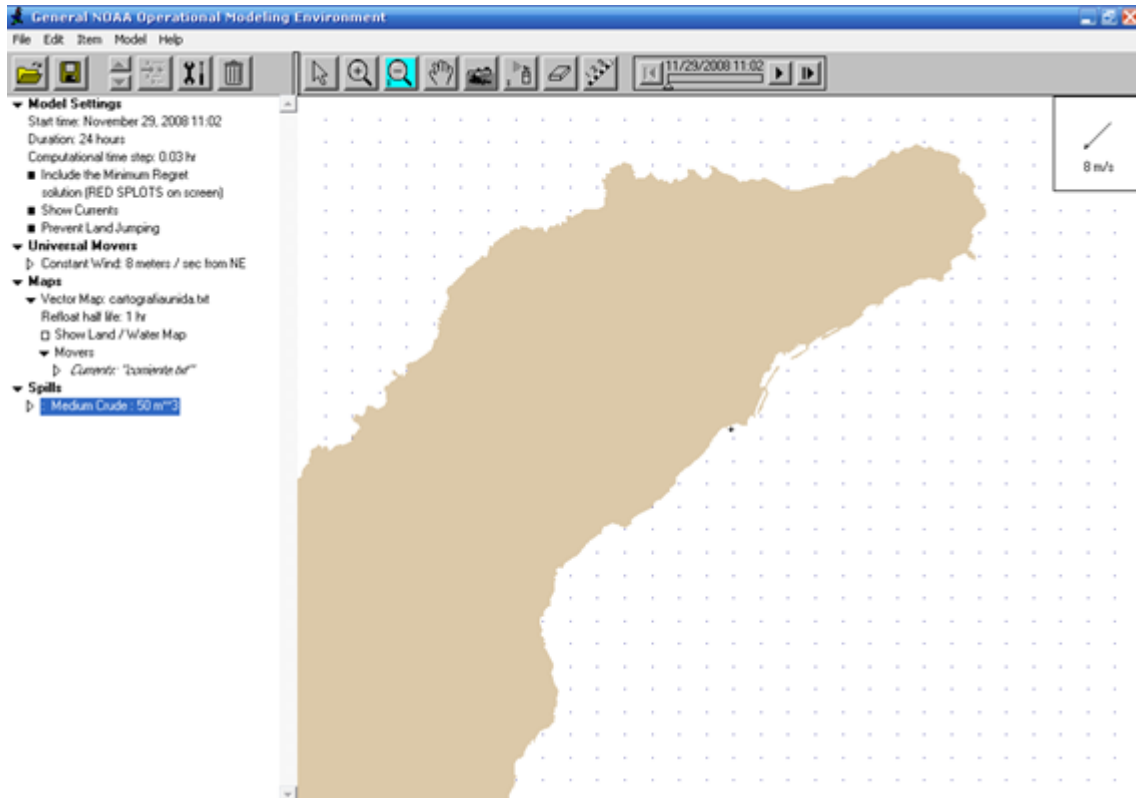 General NOAA Operational Modeling Environment
File Edit Item Model Help
11/29/2008 11:02
Model Settings
Start time: November 29, 2008 11:02
Duration: 24 hours
Computational time step: 0.03 hr
Include the Minimum Regret
solution (RED SPLOTS on screen)
Show Currents
Prevent Land Jumping
Universal Movers
Constant Wind: 8 meters / sec from NE
Maps
Vector Map: cartografiaunida.txt
Refloat half life: 1 hr
Show Land / Water Map
Movers
Currents: "corriente.txt"
Spills
: Medium Crude : 50 m**3
8 m/s